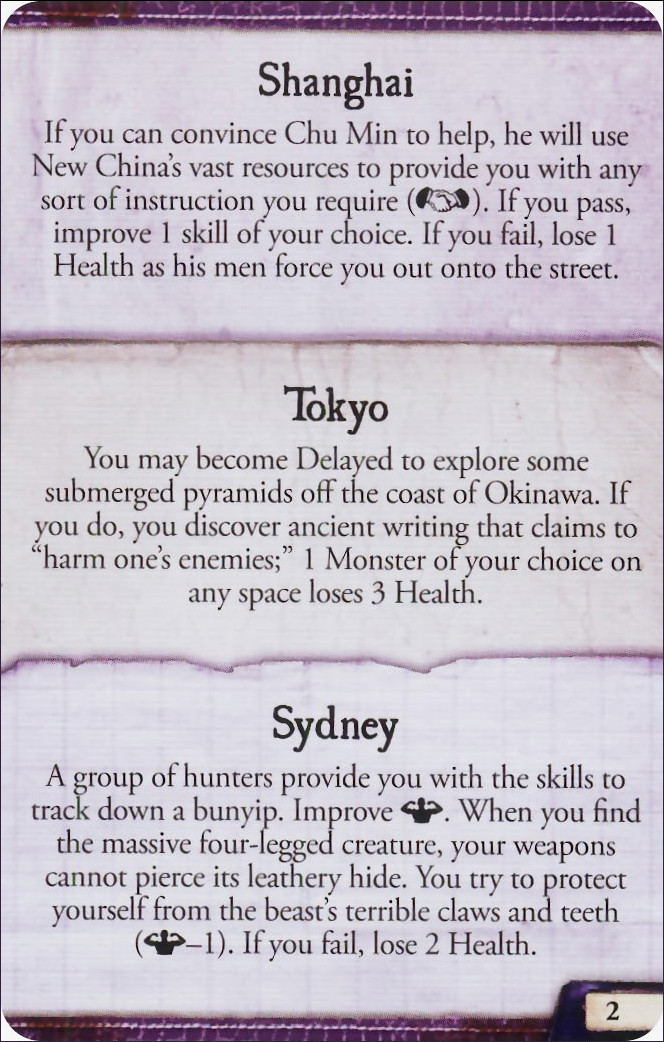 Shanghai
If you can convince Chu Min to help, he will use
New China's vast resources to provide you with any
sort of instruction you require ( ). If you pass,
improve 1 skill of your choice. If you fail, lose 1
Health as his men force you out onto the street.
Tokyo
You may become Delayed to explore some
submerged pyramids off the coast of Okinawa. If
you do, you discover ancient writing that claims to
“harm one's enemies;” 1 Monster of your choice on
any space loses 3 Health.
Sydney
A group of hunters provide you with the skills to
track down a bunyip. Improve . When you find
the massive four-legged creature, your weapons
cannot pierce its leathery hide. You try to protect
yourself from the beast's terrible claws and teeth
( –1). If you fail, lose 2 Health.
2